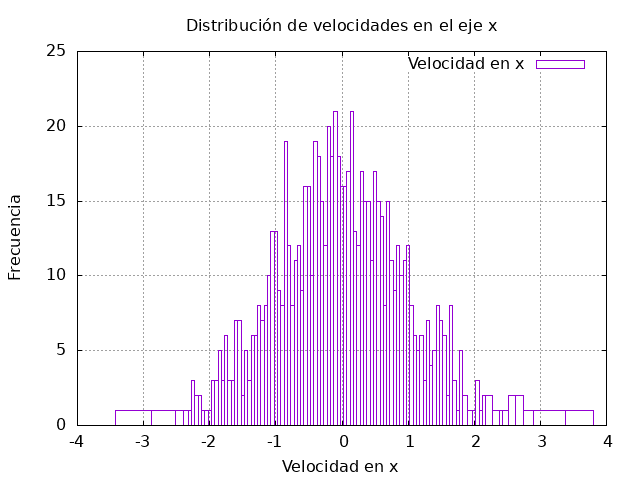 Distribución de velocidades en el eje x
Velocidad en x
25
20
15
10
5
0
Frecuencia
-4 -3 -2 -1 0 1 2 3 4
Velocidad en x